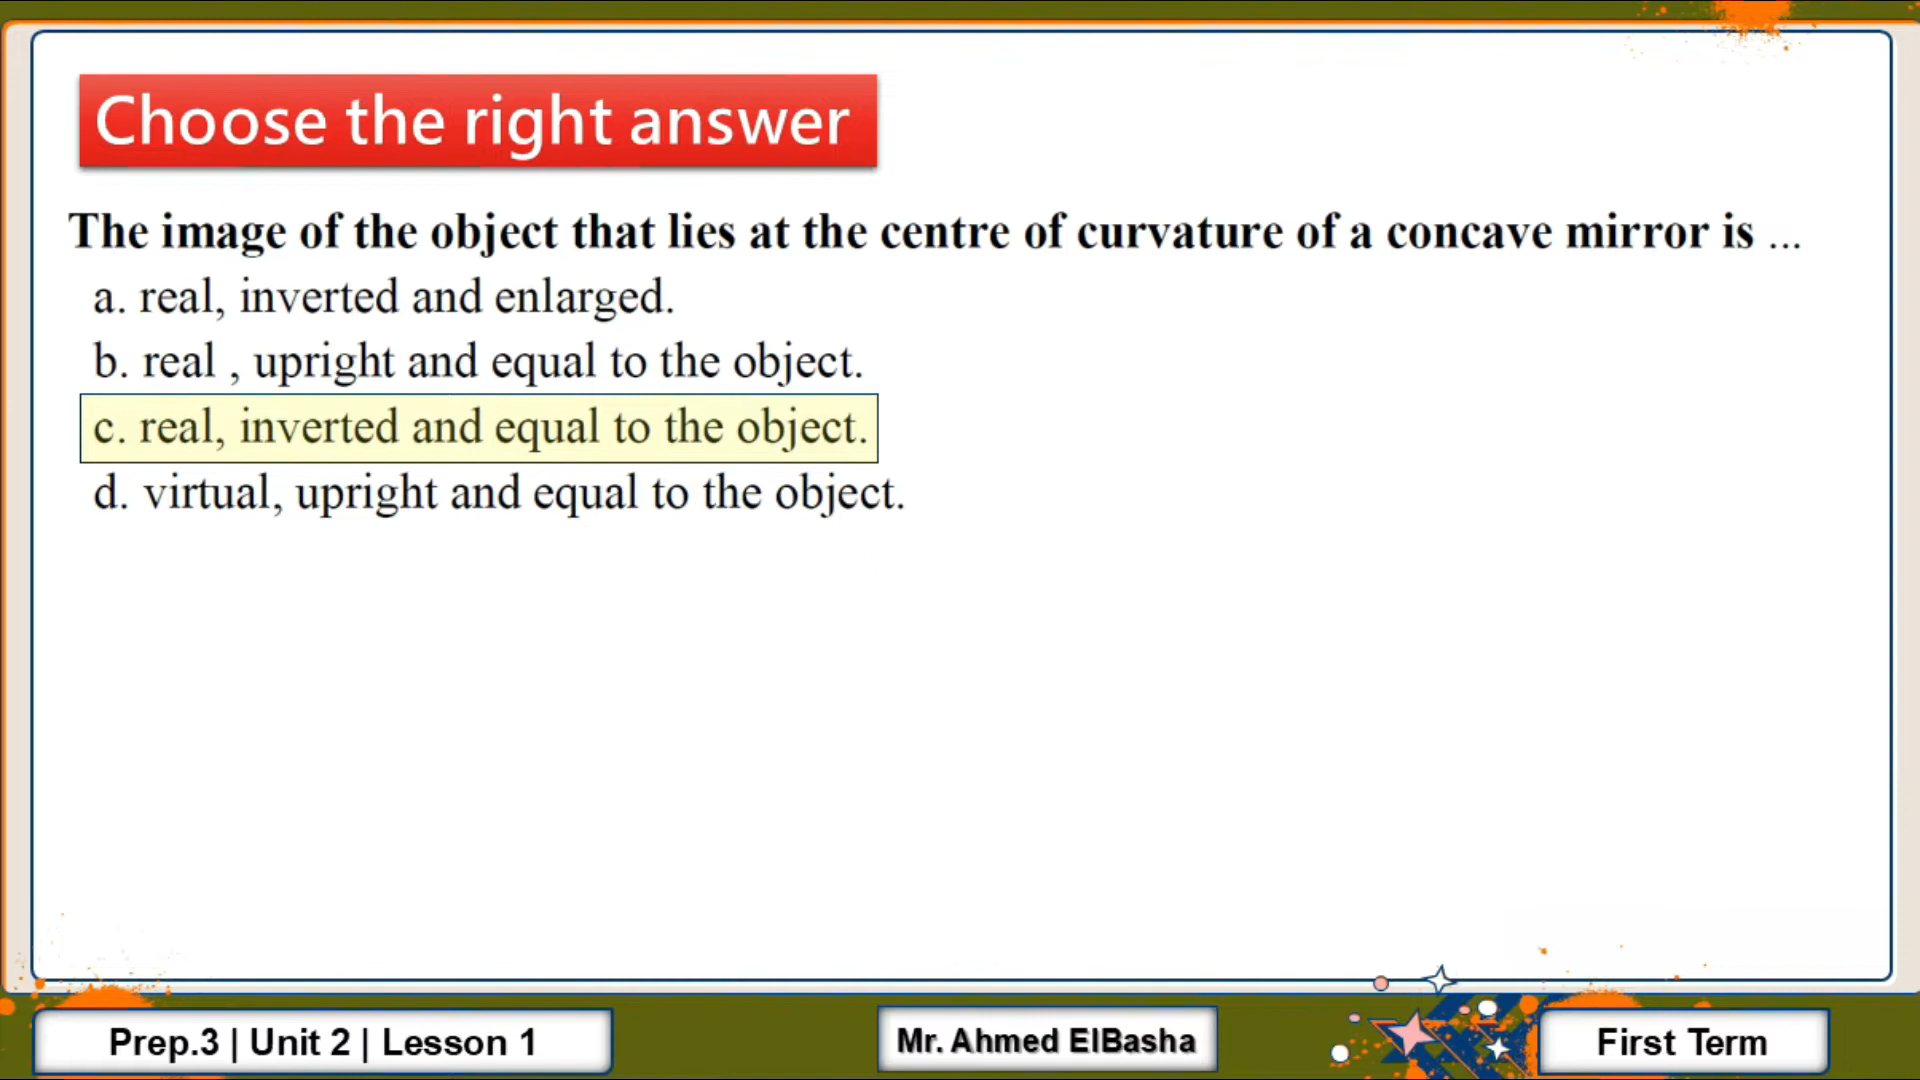 Choose the right answer
The image of the object that lies at the centre of curvature of a concave mirror is ...
a. real, inverted and enlarged.
b. real , upright and equal to the object.
c. real, inverted and equal to the object.
d. virtual, upright and equal to the object.
Prep.3 | Unit 2 | Lesson 1
Mr. Ahmed ElBasha
First Term